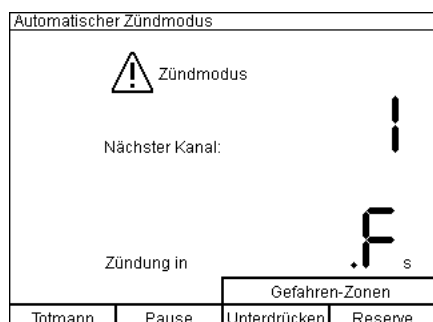 Automatischer Zündmodus
Zündmodus
Nächster Kanal: 1
Zündung in .F s
Gefahren-Zonen
Totmann Pause Unterdrücken Reserve